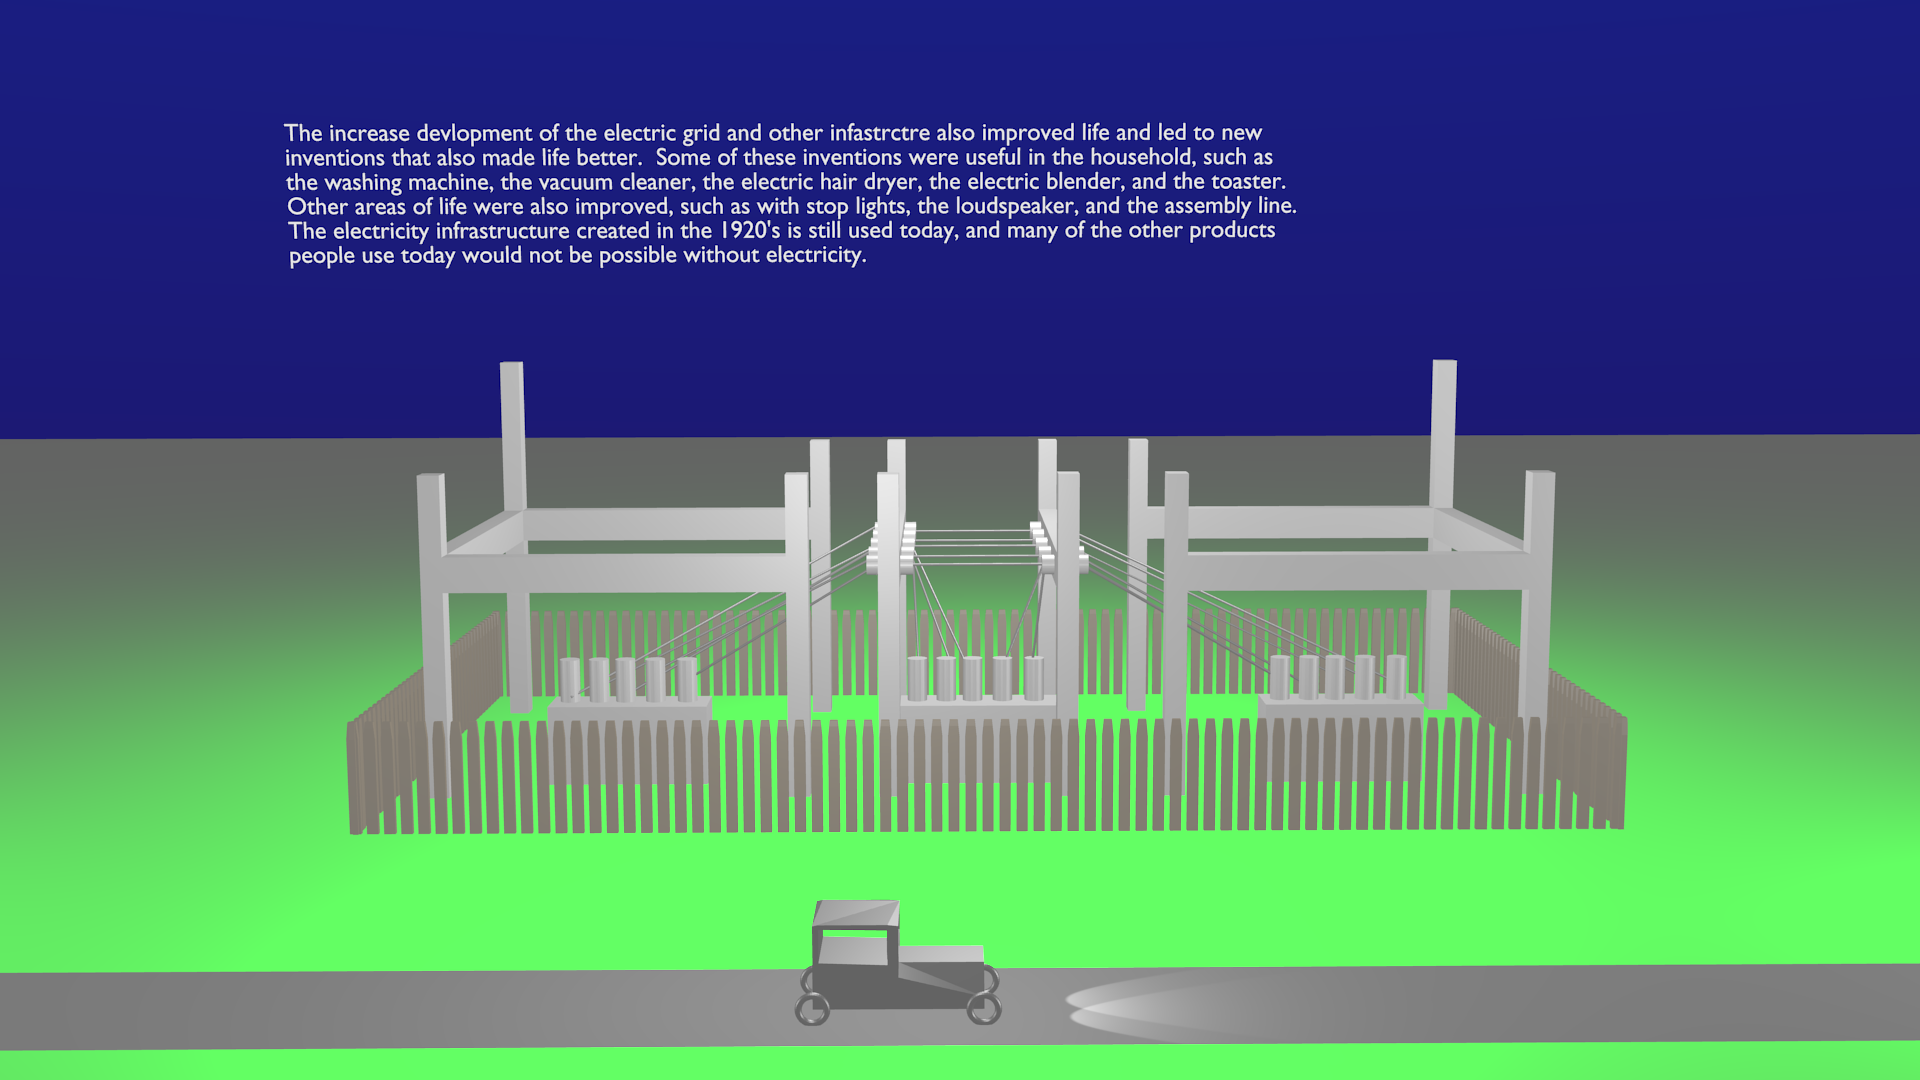 The increase devlopment of the electric grid and other infastrctre also improved life and led to new
inventions that also made life better.  Some of these inventions were useful in the household, such as
the washing machine, the vacuum cleaner, the electric hair dryer, the electric blender, and the toaster.
Other areas of life were also improved, such as with stop lights, the loudspeaker, and the assembly line.
The electricity infrastructure created in the 1920's is still used today, and many of the other products
people use today would not be possible without electricity.